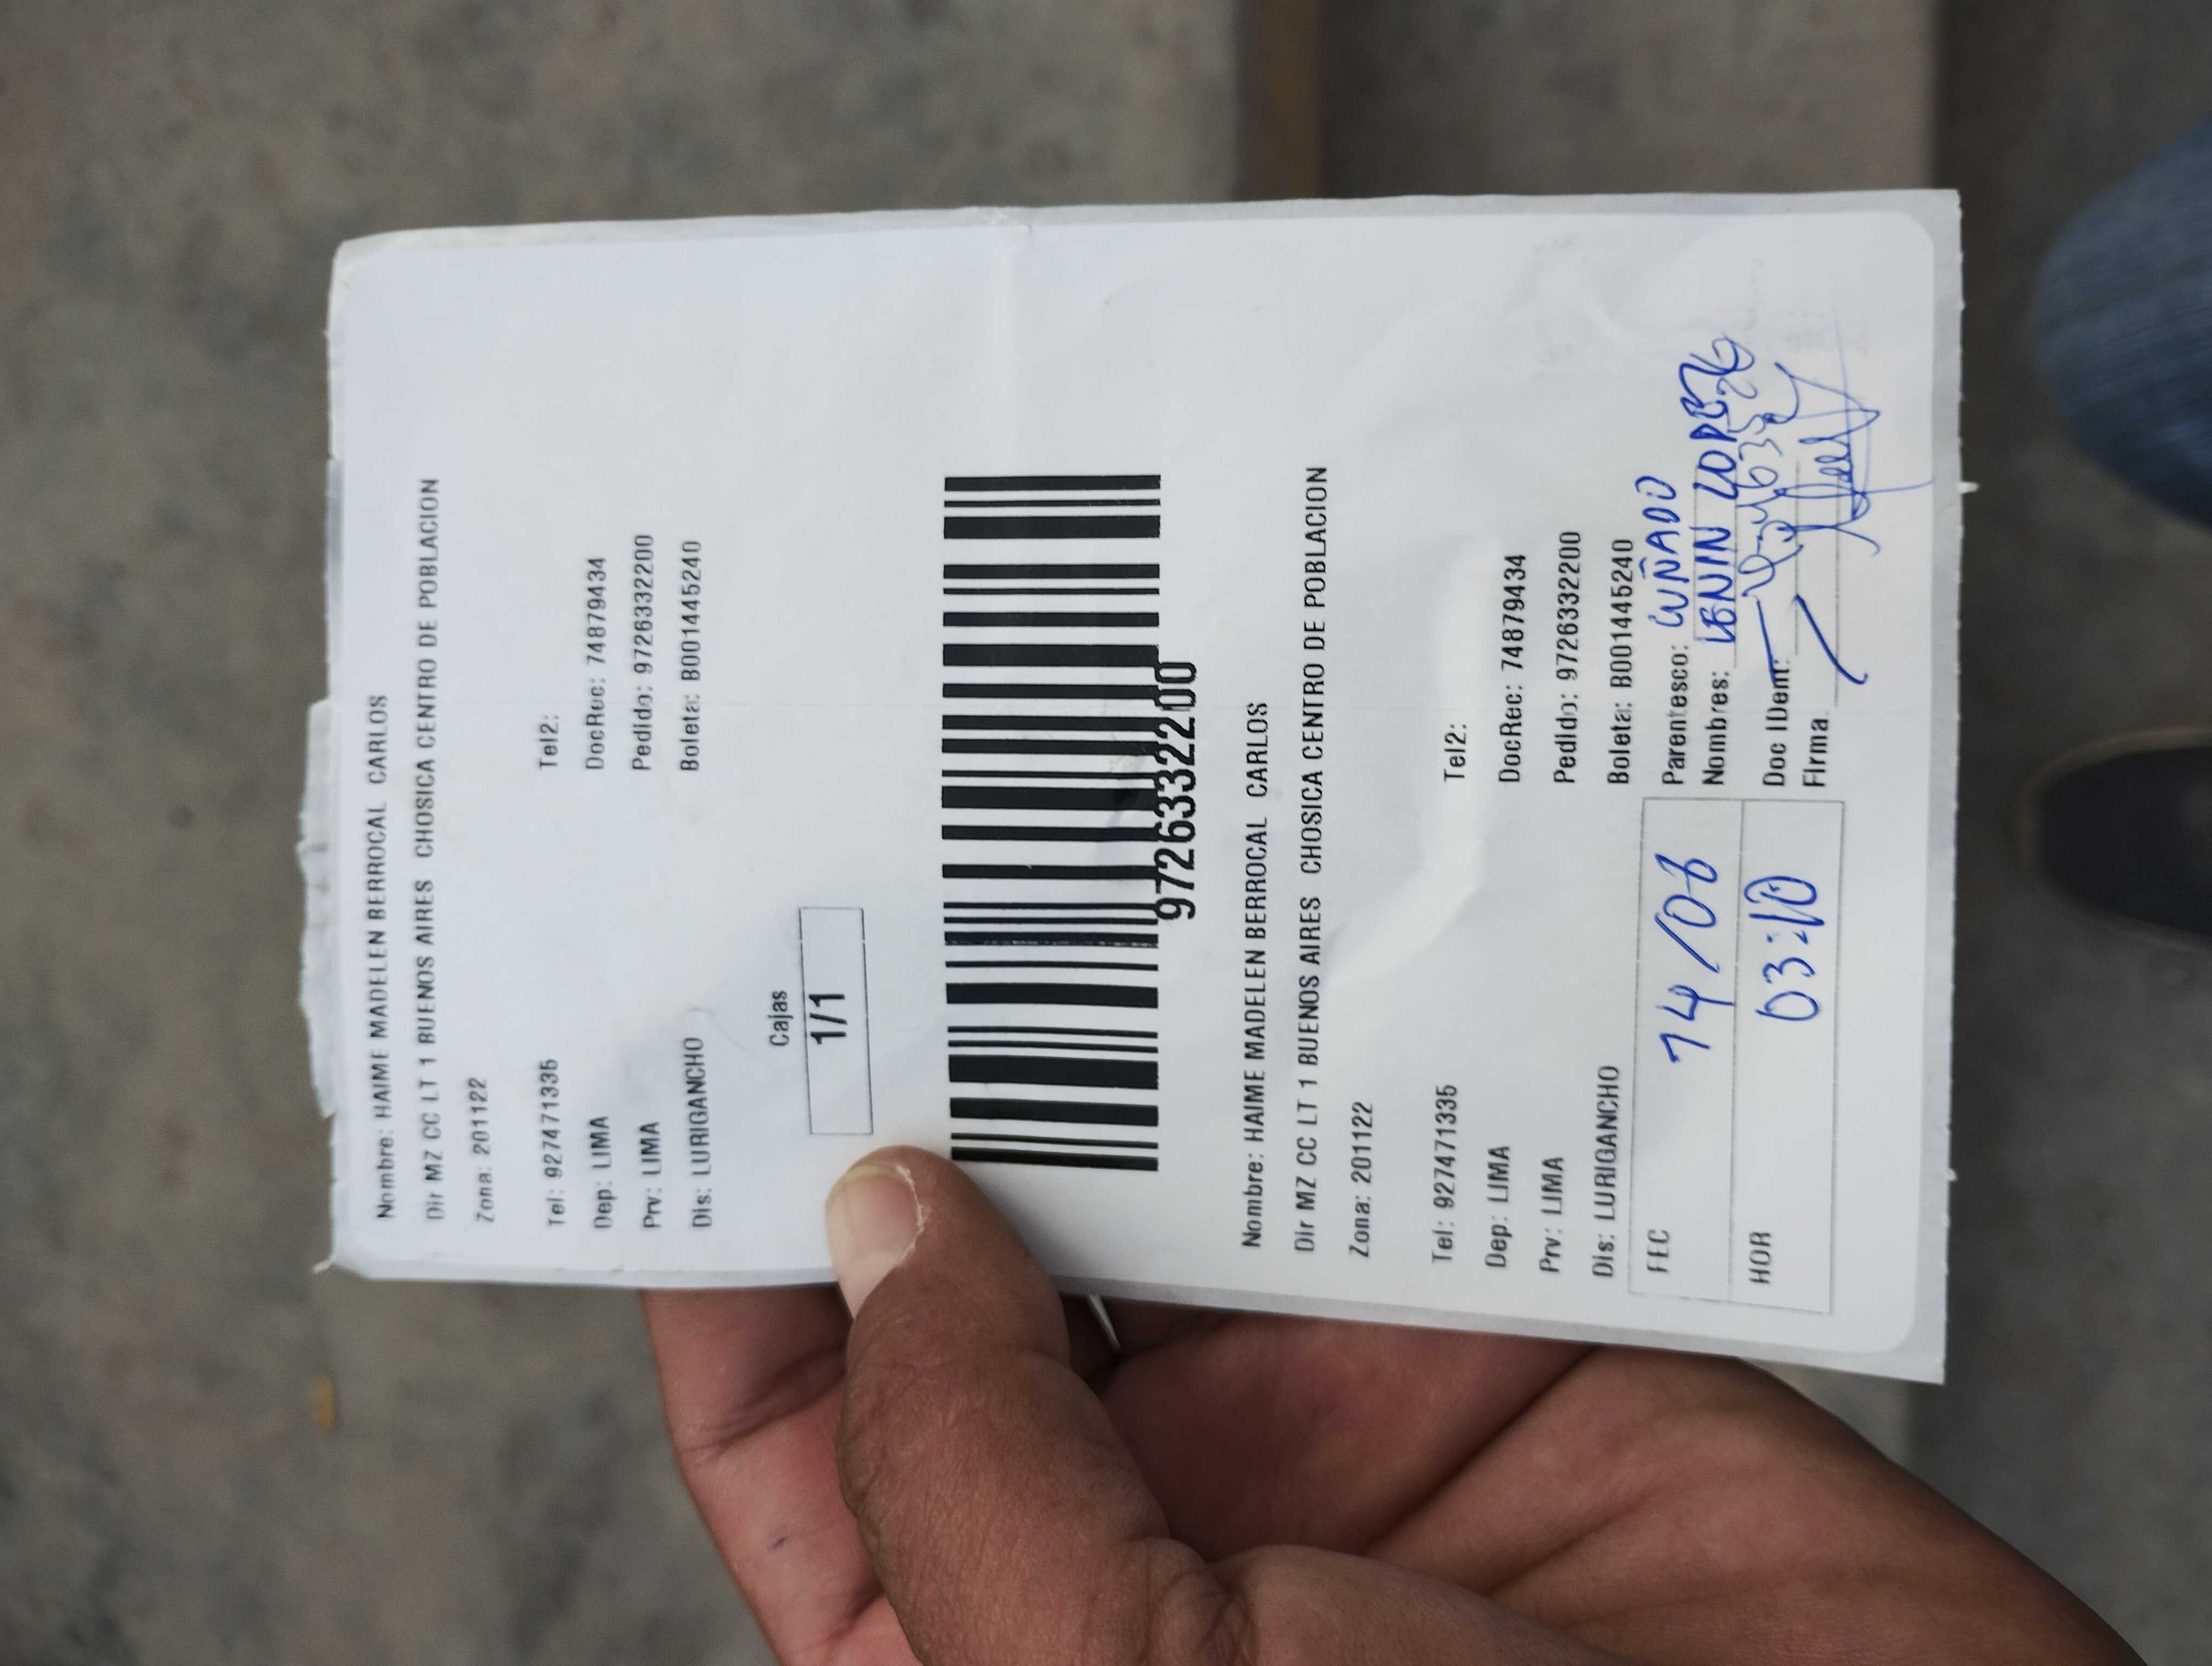 Nombre: HAIME MADELEN BERROCAL CARLOS
Dir MZ CC LT 1 BUENOS AIRES CHOSICA CENTRO DE POBLACION
Zona: 201122
Tel: 927471335 Tel2:
Dep: LIMA DocRec: 74879434
Prv: LIMA Pedido: 9726332200
Dis: LURIGANCHO Boleta: B001445240
Cajas
1/1
9726332200
Nombre: HAIME MADELEN BERROCAL CARLOS
Dir MZ CC LT 1 BUENOS AIRES CHOSICA CENTRO DE POBLACION
Zona: 201122
Tel: 927471335 Tel2:
Dep: LIMA DocRec: 74879434
Prv: LIMA Pedido: 9726332200
Dis: LURIGANCHO Boleta: B001445240
FEC 14/06 Parentesco: CUÑADO
Nombres: LENIN LOPEZ
HOR 03:10 Doc IDent:
Firma